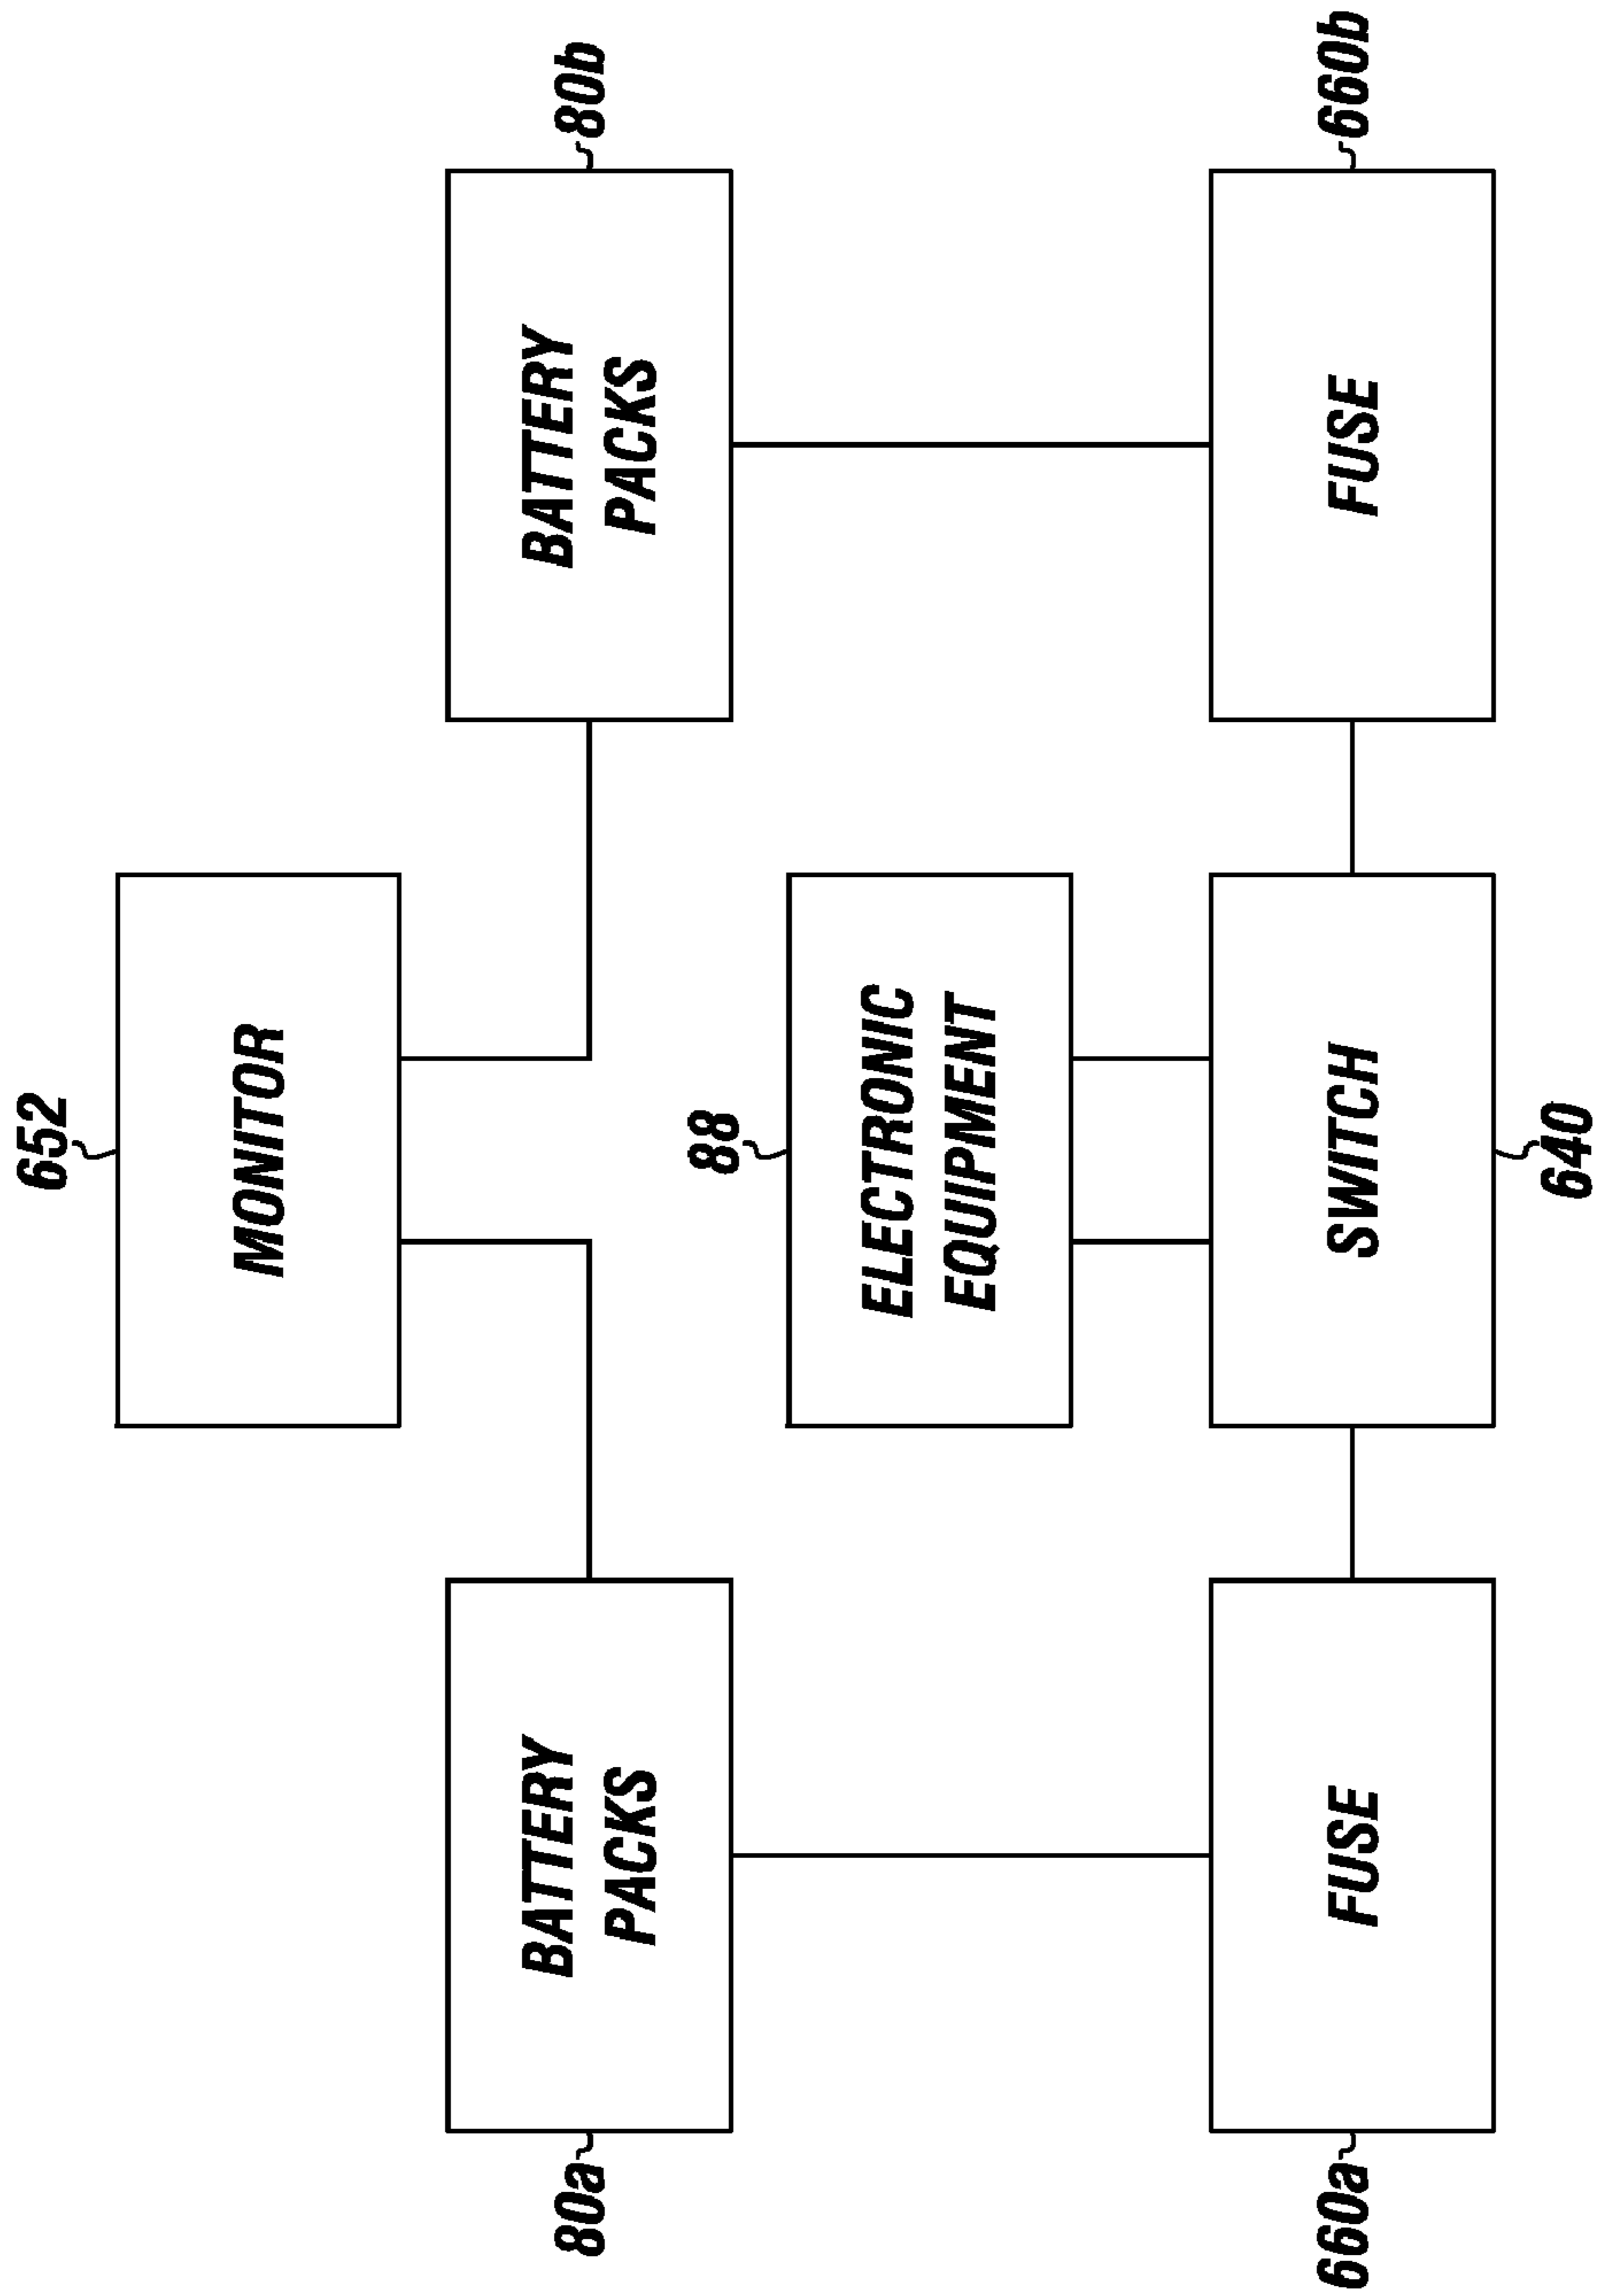 652
MONITOR
80a
BATTERY
PACKS
BATTERY
PACKS
80b
88
ELECTRONIC
EQUIPMENT
660a
FUSE
SWITCH
FUSE
660b
640